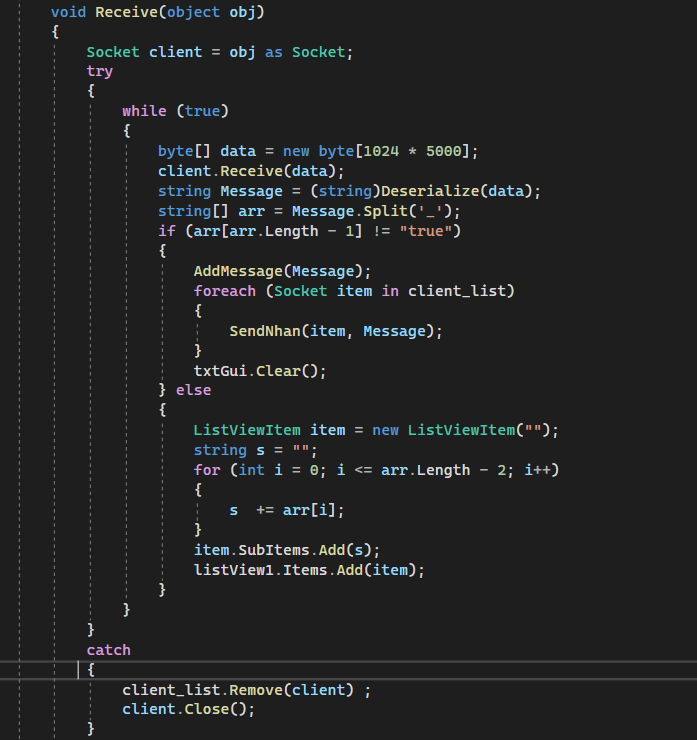 void Receive(object obj)
{
Socket client = obj as Socket;
try
{
while (true)
{
byte[] data = new byte[1024 * 5000];
client.Receive(data);
string Message = (string)Deserialize(data);
string[] arr = Message.Split('_');
if (arr[arr.Length - 1] != "true")
{
AddMessage(Message);
foreach (Socket item in client_list)
{
SendNhan(item, Message);
}
txtGui.Clear();
} else
{
ListViewItem item = new ListViewItem("");
string s = "";
for (int i = 0; i <= arr.Length - 2; i++)
{
s  += arr[i];
}
item.SubItems.Add(s);
listView1.Items.Add(item);
}
}
}
catch
{
client_list.Remove(client) ;
client.Close();
}